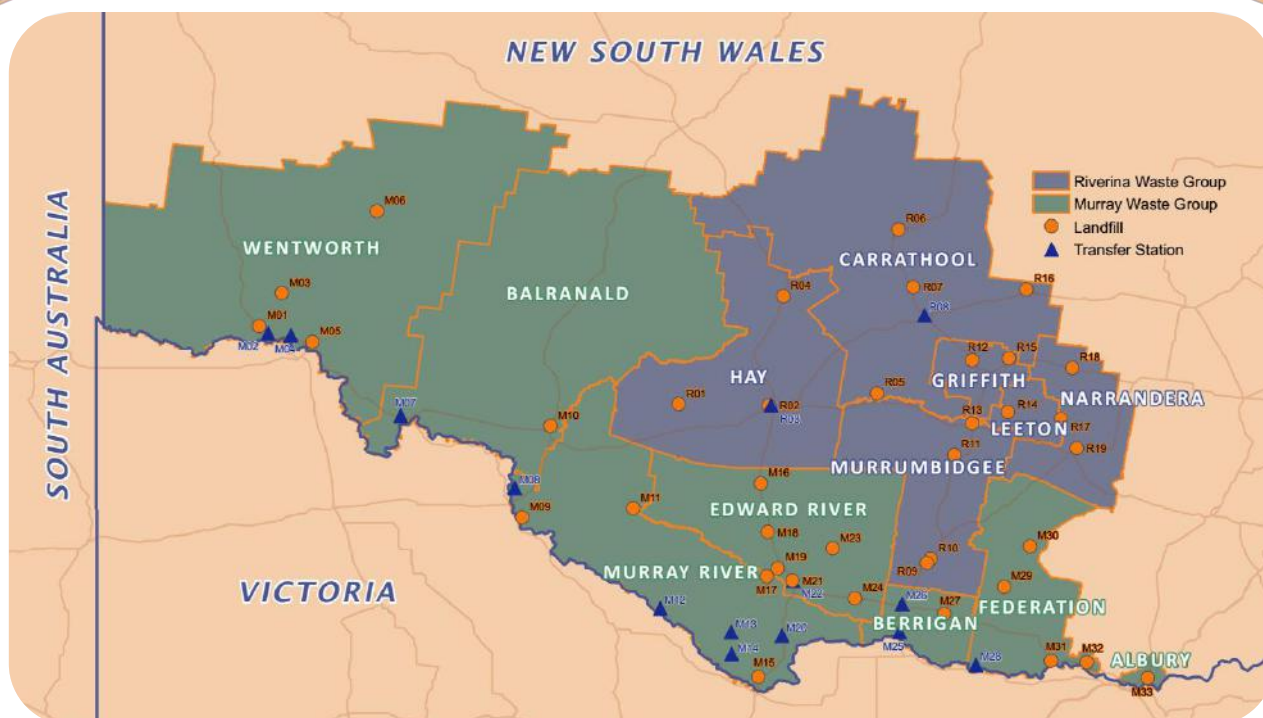 NEW SOUTH WALES
Riverina Waste Group
Murray Waste Group
Landfill
Transfer Station
SOUTH AUSTRALIA
VICTORIA
WENTWORTH
BALRANALD
CARRATHOOL
HAY
GRIFFITH
NARRANDERA
LEETON
MURRUMBIDGEE
EDWARD RIVER
MURRAY RIVER
BERRIGAN
FEDERATION
ALBURY
M06
M03
M01
M02
M04
M05
M07
M10
M08
M09
M11
M12
M13
M14
M15
M16
M18
M19
M17
M21
M22
M20
M23
M24
M26
M25
M27
M28
M29
M30
M31
M32
M33
R06
R04
R07
R08
R16
R12
R15
R18
R01
R02
R03
R05
R13
R14
R17
R19
R11
R10
R09